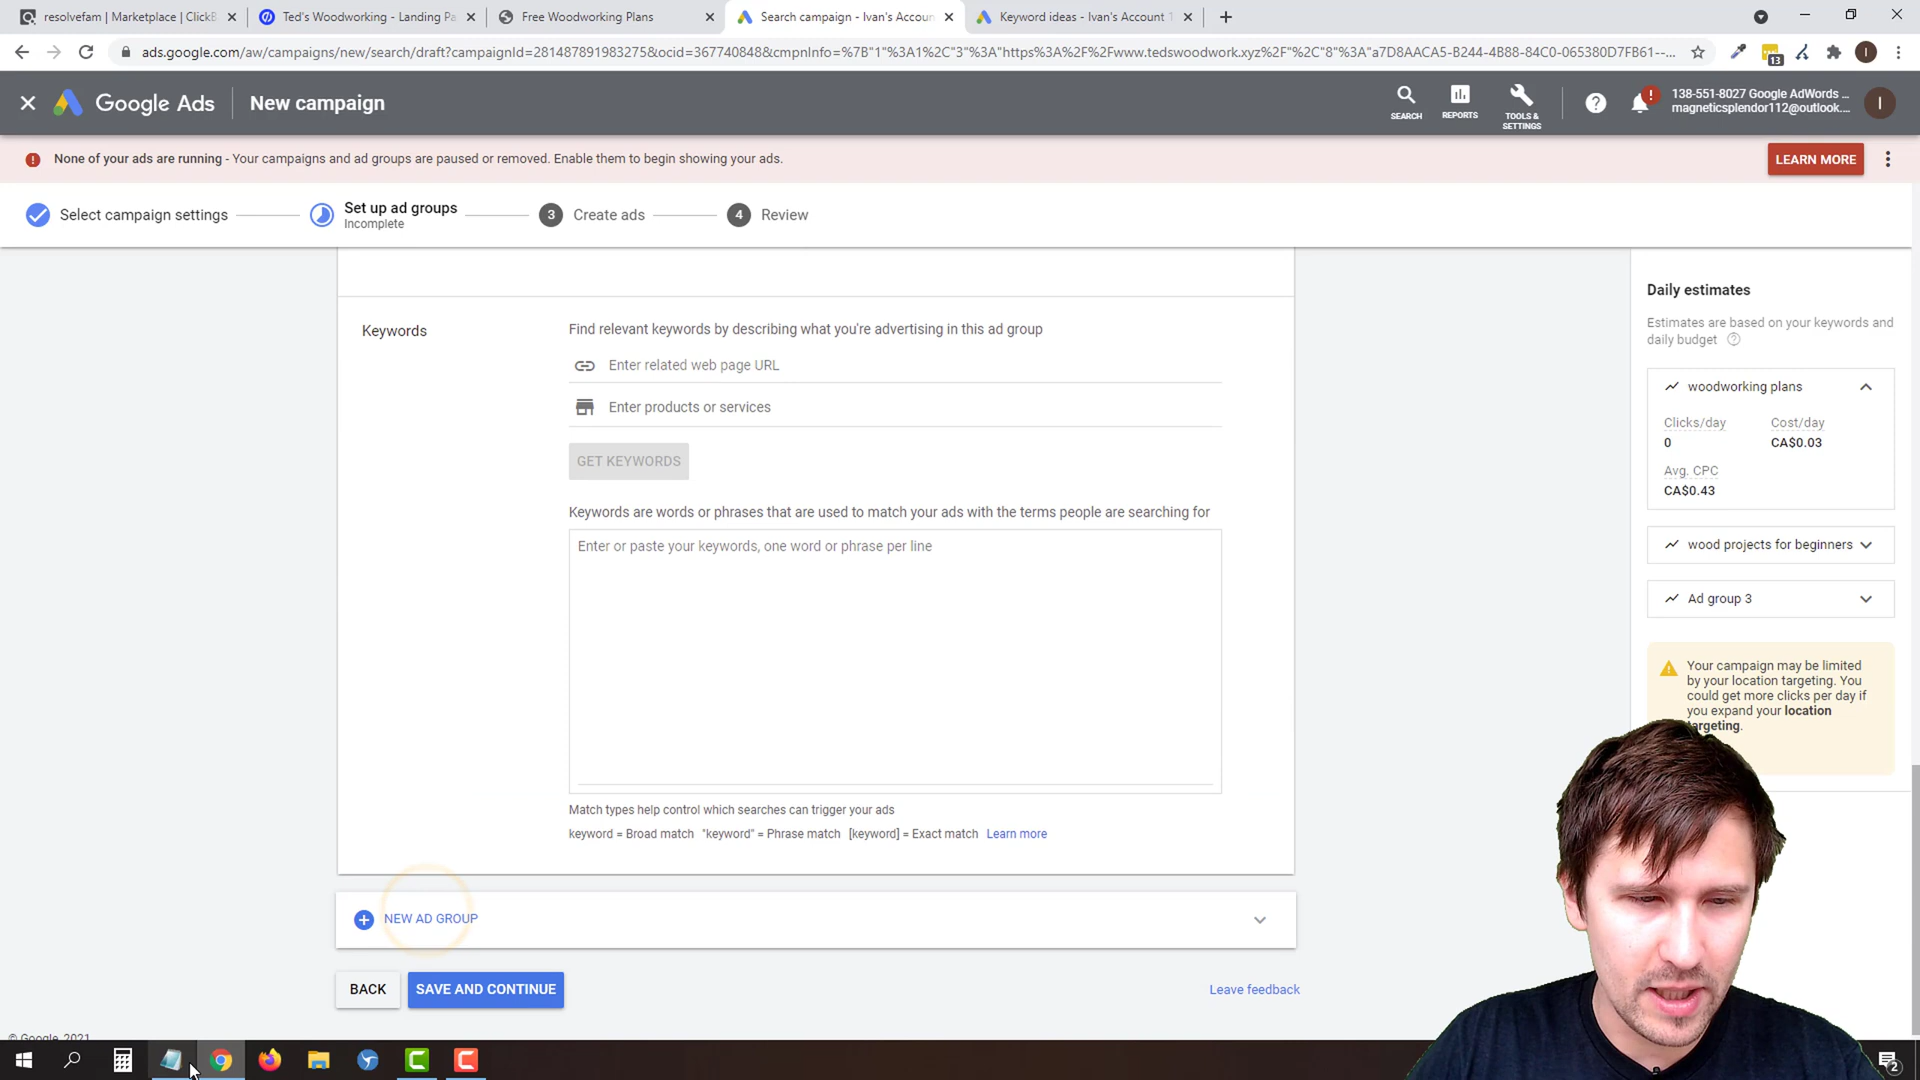 resolvefam | Marketplace | ClickB
Ted's Woodworking - Landing Pa
Free Woodworking Plans
Search campaign - Ivan's Accoun
Keyword ideas - Ivan's Account 1
ads.google.com/aw/campaigns/new/search/draft?campaignId=281487891983275&ocid=367740848&cmpnInfo=%7B"1"%3A1%2C"3"%3A"https%3A%2F%2Fwww.tedswoodwork.xyz%2F"%2C"8"%3A"a7D8AACA5-B244-4B88-84C0-065380D7FB61--...
13
I
Google Ads
New campaign
SEARCH
REPORTS
TOOLS & SETTINGS
138-551-8027 Google AdWords ...
magneticsplendor112@outlook....
I
None of your ads are running - Your campaigns and ad groups are paused or removed. Enable them to begin showing your ads.
LEARN MORE
Select campaign settings
Set up ad groups
Incomplete
3 Create ads
4 Review
Keywords
Find relevant keywords by describing what you're advertising in this ad group
Enter related web page URL
Enter products or services
GET KEYWORDS
Keywords are words or phrases that are used to match your ads with the terms people are searching for
Enter or paste your keywords, one word or phrase per line
Match types help control which searches can trigger your ads
keyword = Broad match "keyword" = Phrase match [keyword] = Exact match Learn more
NEW AD GROUP
BACK
SAVE AND CONTINUE
Leave feedback
© Google, 2021
Daily estimates
Estimates are based on your keywords and
daily budget
woodworking plans
Clicks/day Cost/day
0 CA$0.03
Avg. CPC
CA$0.43
wood projects for beginners
Ad group 3
Your campaign may be limited
by your location targeting. You
could get more clicks per day if
you expand your location
targeting.
2